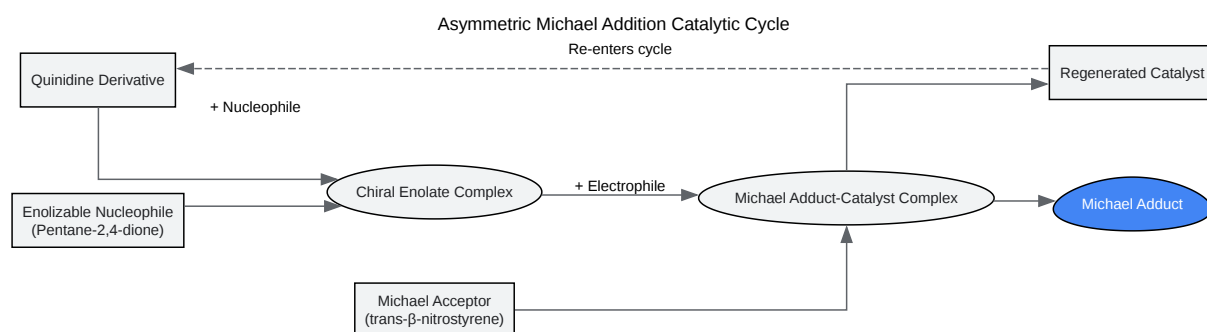 Asymmetric Michael Addition Catalytic Cycle
Re-enters cycle
Quinidine Derivative
Regenerated Catalyst
+ Nucleophile
Chiral Enolate Complex
+ Electrophile
Michael Adduct-Catalyst Complex
Michael Adduct
Enolizable Nucleophile
(Pentane-2,4-dione)
Michael Acceptor
(trans-β-nitrostyrene)